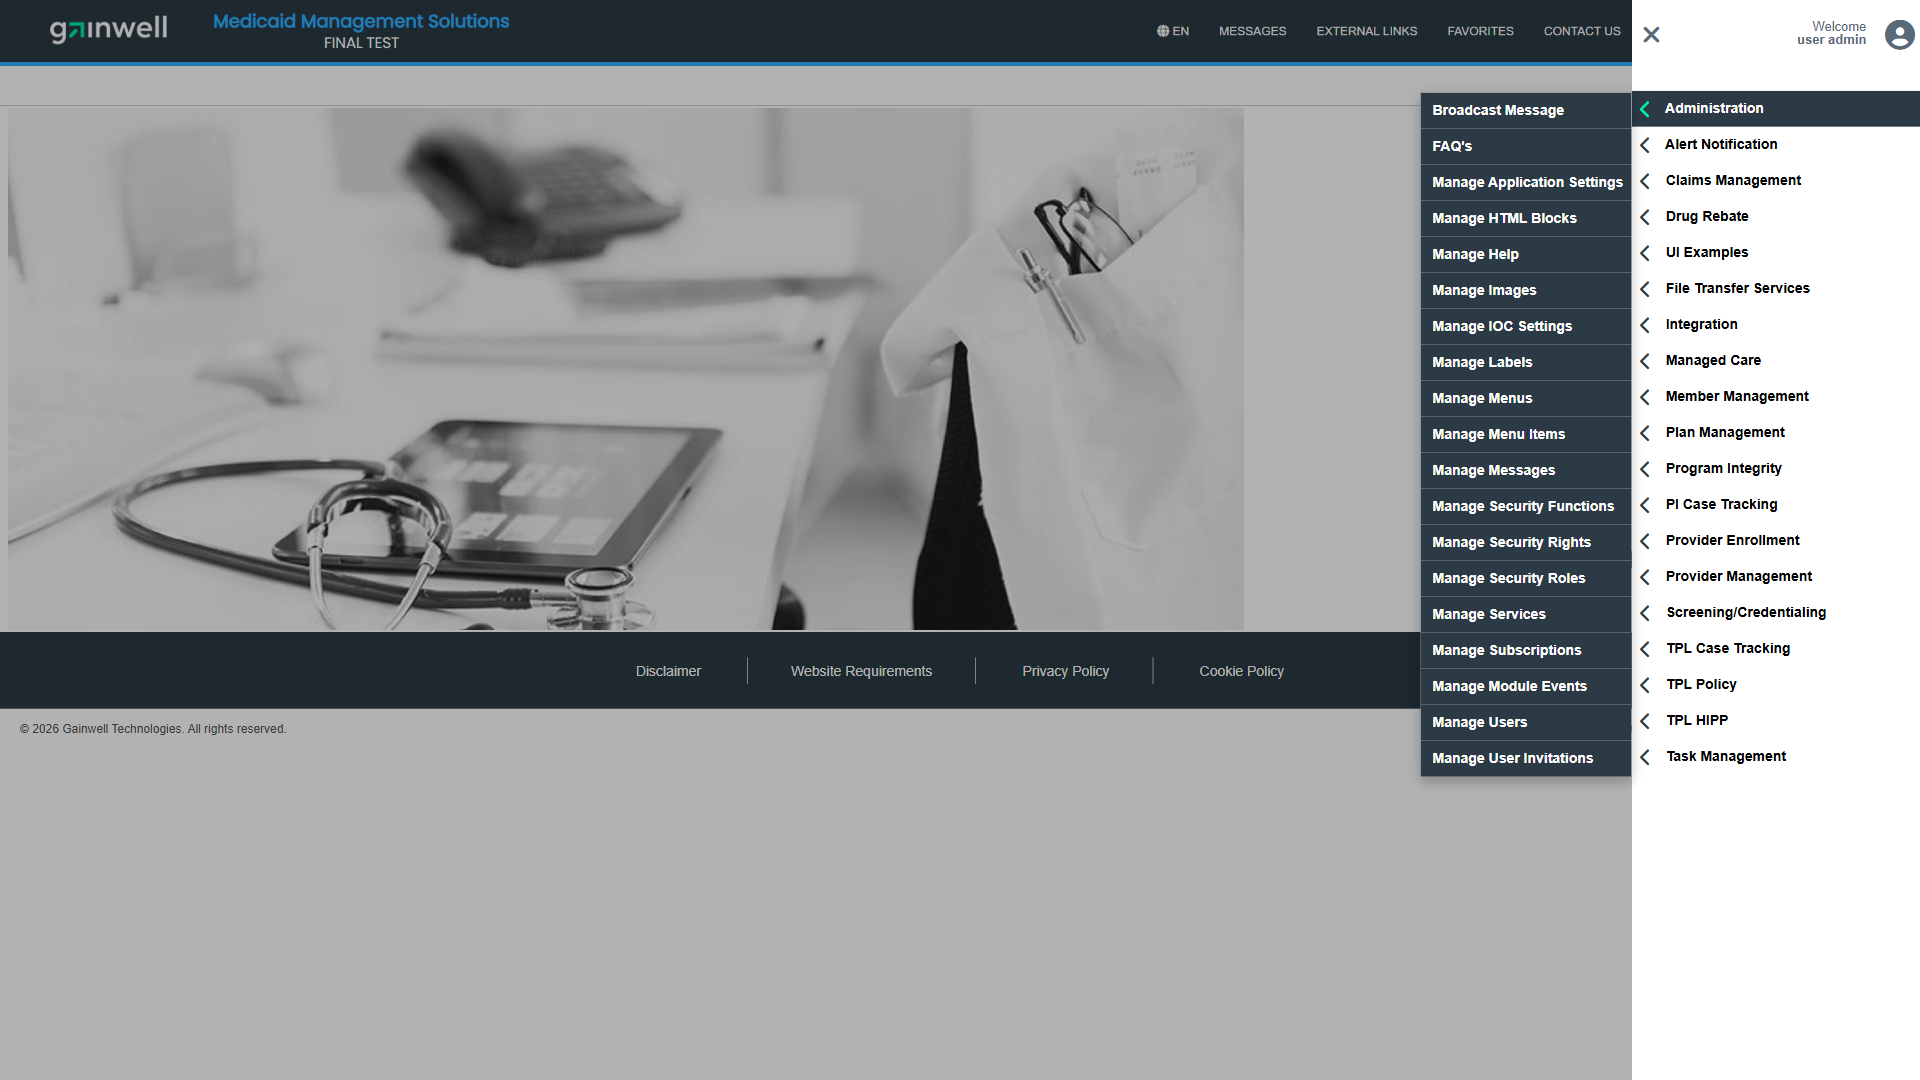 gainwell
Medicaid Management Solutions
FINAL TEST
EN
MESSAGES
EXTERNAL LINKS
FAVORITES
CONTACT US
Welcome
user admin
Broadcast Message
FAQ's
Manage Application Settings
Manage HTML Blocks
Manage Help
Manage Images
Manage IOC Settings
Manage Labels
Manage Menus
Manage Menu Items
Manage Messages
Manage Security Functions
Manage Security Rights
Manage Security Roles
Manage Services
Manage Subscriptions
Manage Module Events
Manage Users
Manage User Invitations
Administration
Alert Notification
Claims Management
Drug Rebate
UI Examples
File Transfer Services
Integration
Managed Care
Member Management
Plan Management
Program Integrity
PI Case Tracking
Provider Enrollment
Provider Management
Screening/Credentialing
TPL Case Tracking
TPL Policy
TPL HIPP
Task Management
Disclaimer
Website Requirements
Privacy Policy
Cookie Policy
© 2026 Gainwell Technologies. All rights reserved.